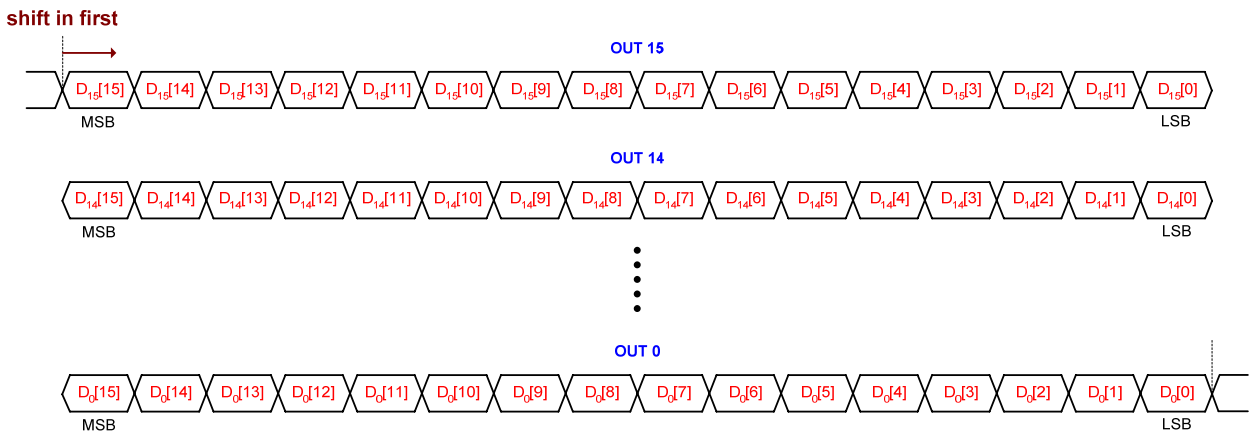 shift in first
OUT 15
D15[15] D15[14] D15[13] D15[12] D15[11] D15[10] D15[9] D15[8] D15[7] D15[6] D15[5] D15[4] D15[3] D15[2] D15[1] D15[0]
MSB LSB
OUT 14
D14[15] D14[14] D14[13] D14[12] D14[11] D14[10] D14[9] D14[8] D14[7] D14[6] D14[5] D14[4] D14[3] D14[2] D14[1] D14[0]
MSB LSB
OUT 0
D0[15] D0[14] D0[13] D0[12] D0[11] D0[10] D0[9] D0[8] D0[7] D0[6] D0[5] D0[4] D0[3] D0[2] D0[1] D0[0]
MSB LSB